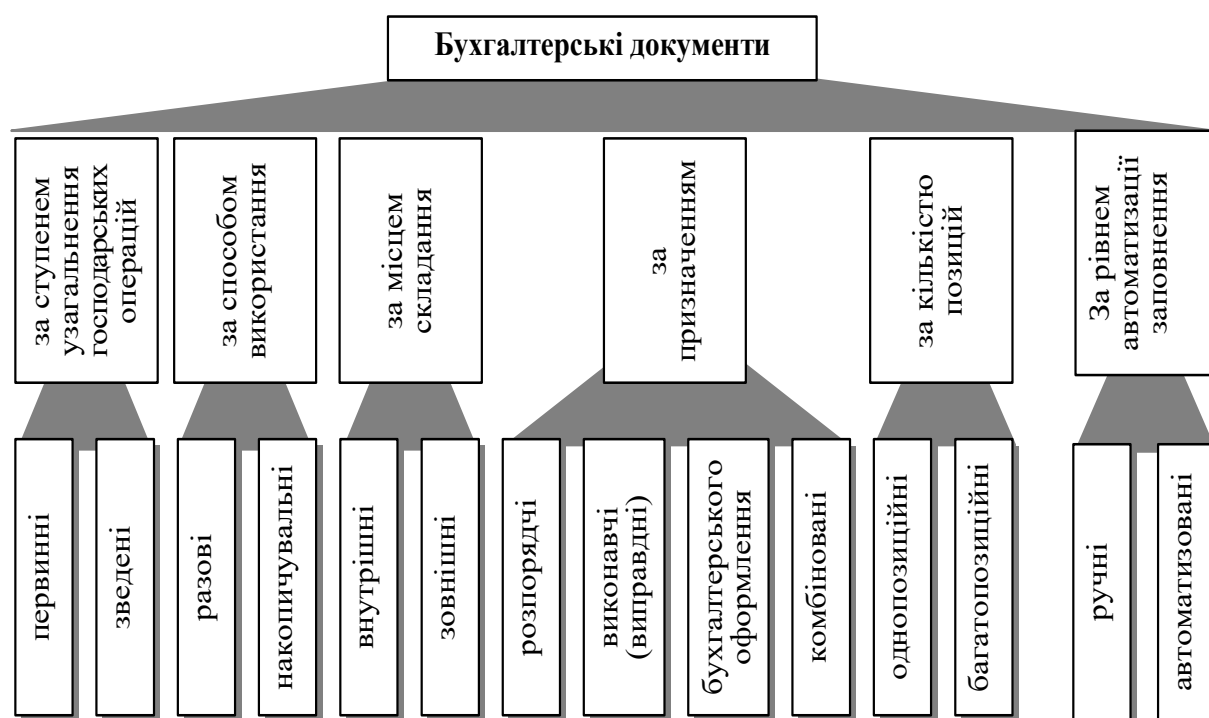 Бухгалтерські документи
за ступенем
узагальнення
господарських
операцій
за способом
використання
за місцем
складання
за
призначенням
за кількістю
позицій
За рівнем
автоматизації
заповнення
первинні
зведені
разові
накопичувальні
внутрішні
зовнішні
розпорядчі
виконавчі
(виправдні)
бухгалтерського
оформлення
комбіновані
однопозиційні
багатопозиційні
ручні
автоматизовані